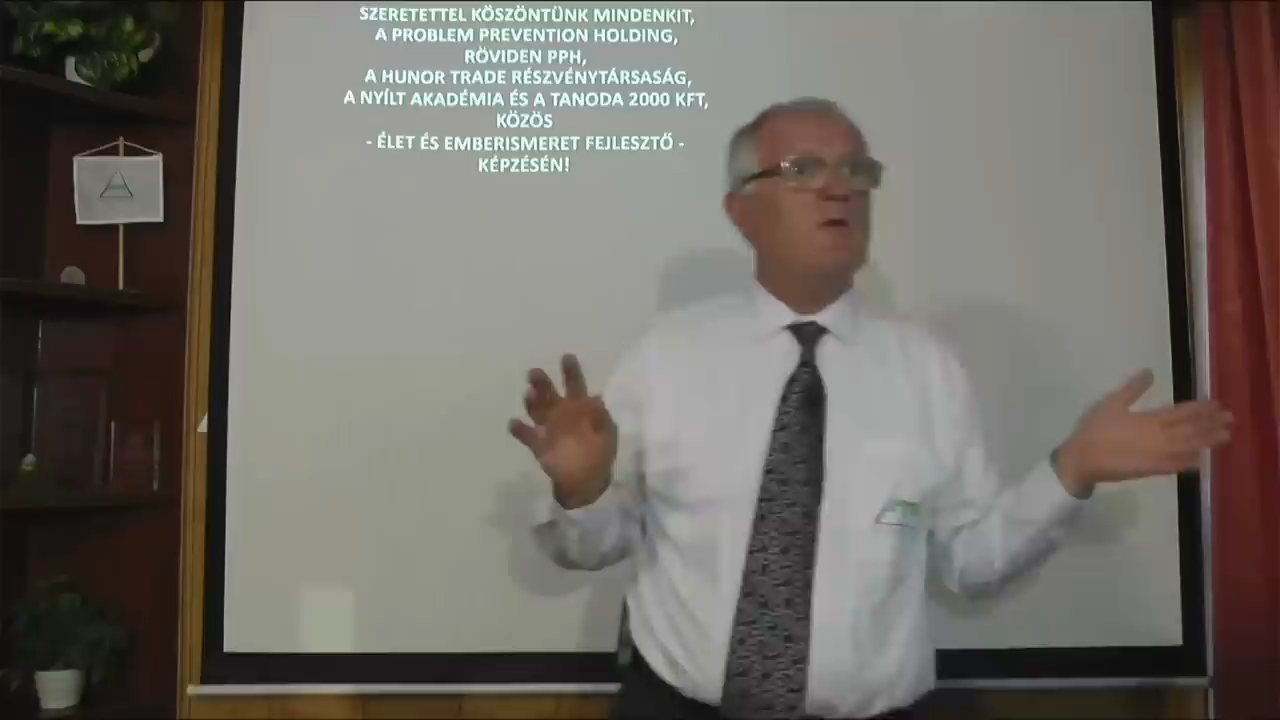 SZERETETTEL KÖSZÖNTÜNK MINDENKIT,
A PROBLEM PREVENTION HOLDING,
RÖVIDEN PPH,
A HUNOR TRADE RÉSZVÉNYTÁRSASÁG,
A NYÍLT AKADÉMIA ÉS A TANODA 2000 KFT,
KÖZÖS
- ÉLET ÉS EMBERISMERET FEJLESZTŐ -
KÉPZÉSÉN!